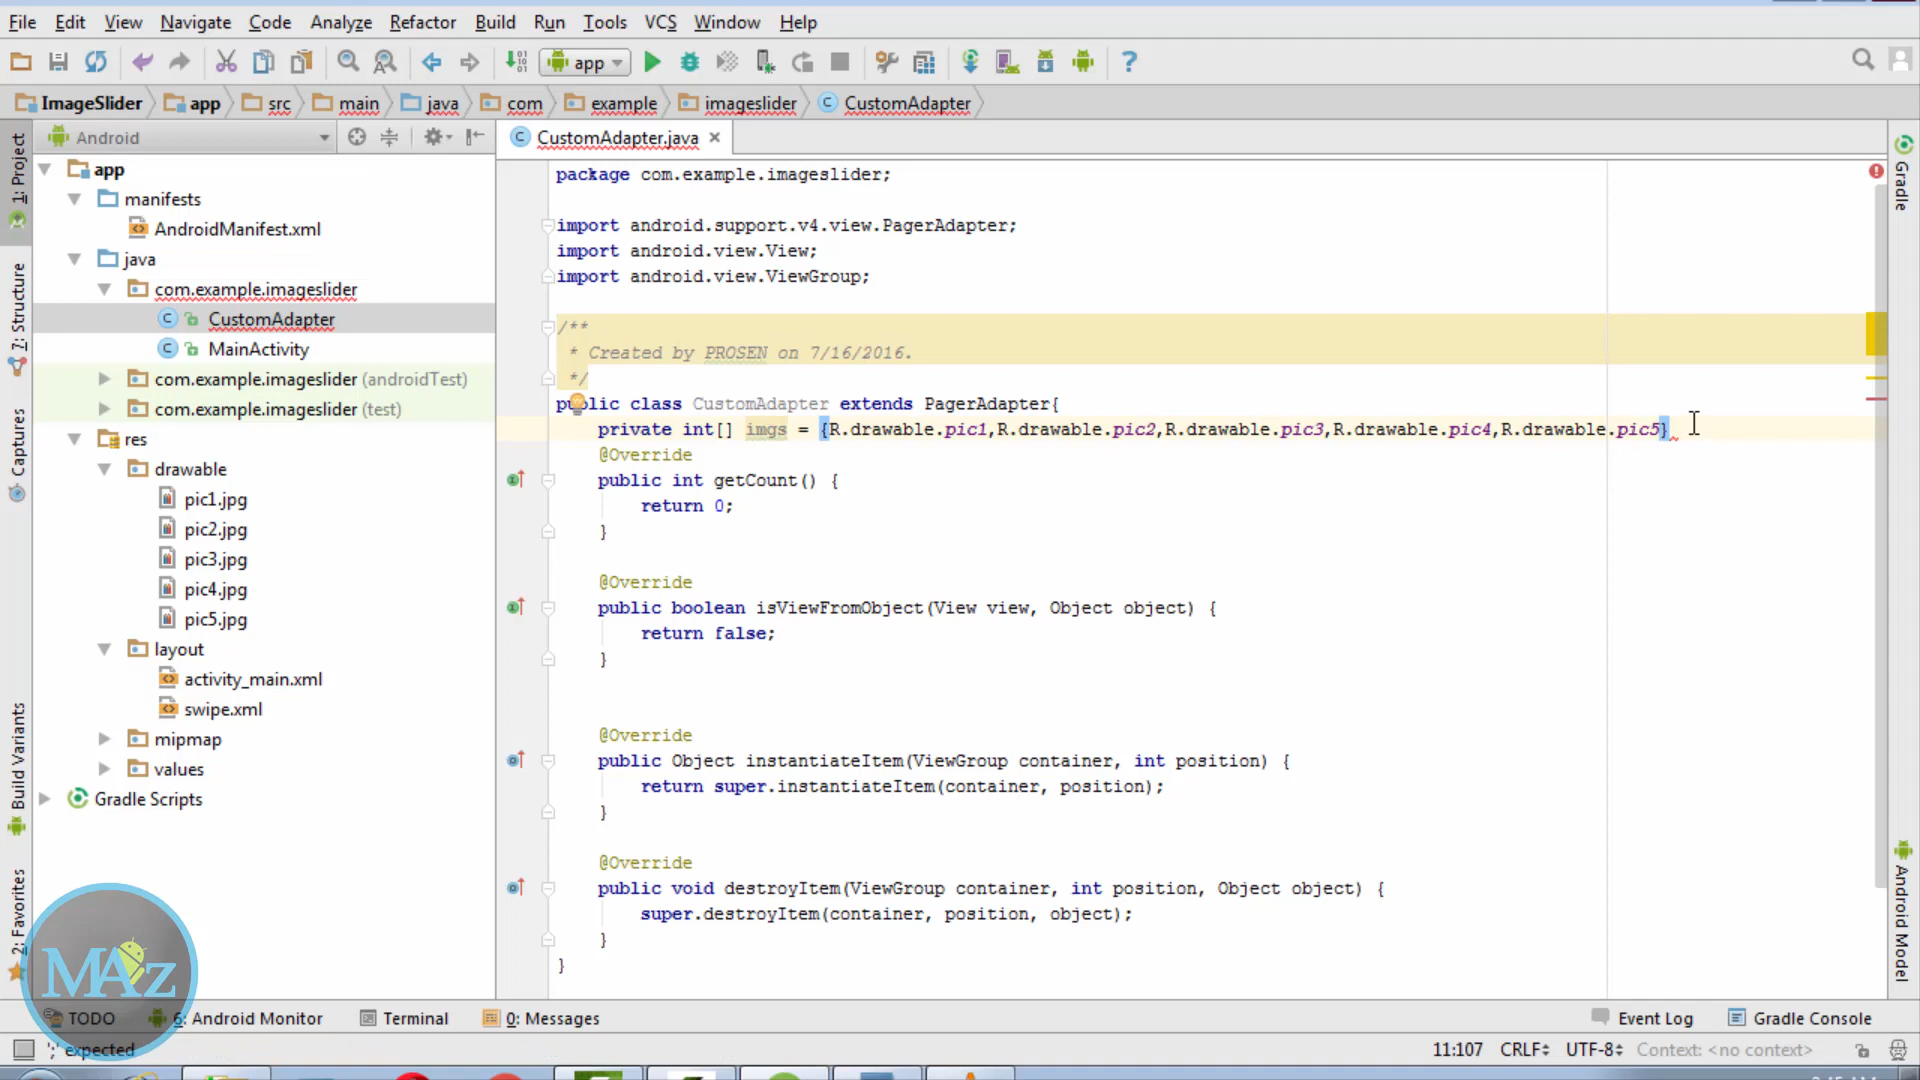 File Edit View Navigate Code Analyze Refactor Build Run Tools VCS Window Help
app
ImageSlider app src main java com example imageslider CustomAdapter
1: Project
7: Structure
Captures
Build Variants
2: Favorites
Android
app
manifests
AndroidManifest.xml
java
com.example.imageslider
CustomAdapter
MainActivity
com.example.imageslider (androidTest)
com.example.imageslider (test)
res
drawable
pic1.jpg
pic2.jpg
pic3.jpg
pic4.jpg
pic5.jpg
layout
activity_main.xml
swipe.xml
mipmap
values
Gradle Scripts
CustomAdapter.java
package com.example.imageslider;
import android.support.v4.view.PagerAdapter;
import android.view.View;
import android.view.ViewGroup;
/**
* Created by PROSEN on 7/16/2016.
*/
public class CustomAdapter extends PagerAdapter{
private int[] imgs = {R.drawable.pic1,R.drawable.pic2,R.drawable.pic3,R.drawable.pic4,R.drawable.pic5}
@Override
public int getCount() {
return 0;
}
@Override
public boolean isViewFromObject(View view, Object object) {
return false;
}
@Override
public Object instantiateItem(ViewGroup container, int position) {
return super.instantiateItem(container, position);
}
@Override
public void destroyItem(ViewGroup container, int position, Object object) {
super.destroyItem(container, position, object);
}
}
Gradle
Android Model
MAz
TODO 6: Android Monitor Terminal 0: Messages Event Log Gradle Console
';' expected 11:107 CRLF UTF-8 Context: <no context>